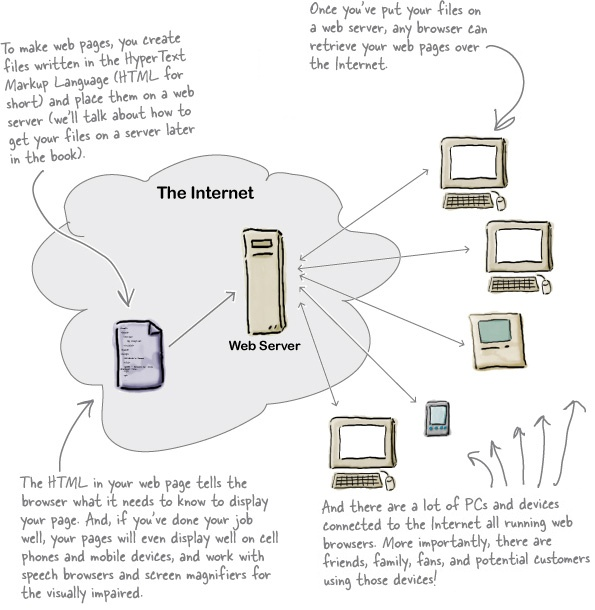 To make web pages, you create
files written in the HyperText
Markup Language (HTML for
short) and place them on a web
server (we'll talk about how to
get your files on a server later
in the book).
Once you've put your files on
a web server, any browser can
retrieve your web pages over
the Internet.
The Internet
Web Server
The HTML in your web page tells the
browser what it needs to know to display
your page. And, if you've done your job
well, your pages will even display well on cell
phones and mobile devices, and work with
speech browsers and screen magnifiers for
the visually impaired.
And there are a lot of PCs and devices
connected to the Internet all running web
browsers. More importantly, there are
friends, family, fans, and potential customers
using those devices!